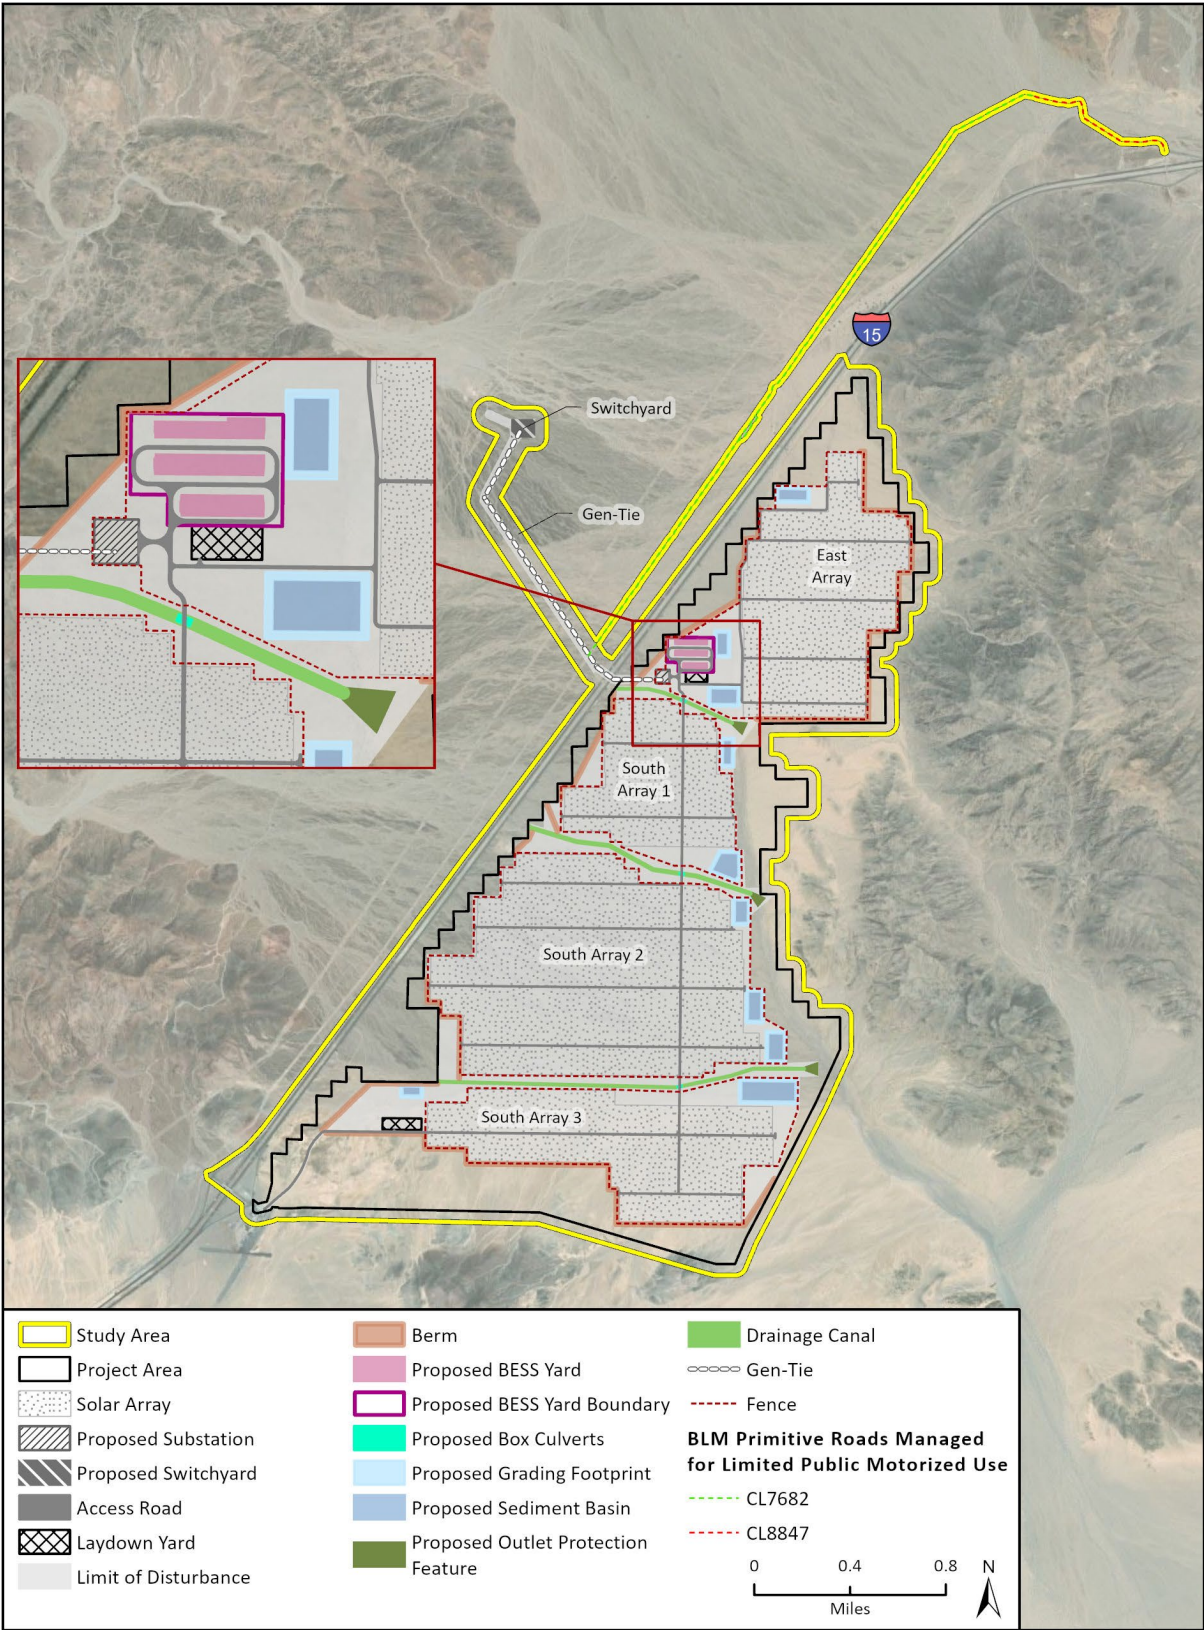 15
Switchyard
Gen-Tie
East
Array
South
Array 1
South Array 2
South Array 3
Study Area
Project Area
Solar Array
Proposed Substation
Proposed Switchyard
Access Road
Laydown Yard
Limit of Disturbance
Berm
Proposed BESS Yard
Proposed BESS Yard Boundary
Proposed Box Culverts
Proposed Grading Footprint
Proposed Sediment Basin
Proposed Outlet Protection
Feature
Drainage Canal
Gen-Tie
Fence
BLM Primitive Roads Managed
for Limited Public Motorized Use
CL7682
CL8847
0 0.4 0.8
Miles
N